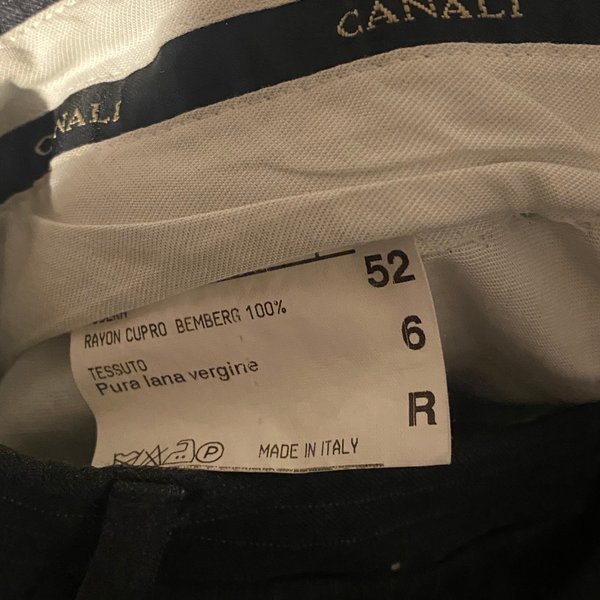 CANALI
CANALI
52
RAYON CUPRO BEMBERG 100%
6
TESSUTO
Pura lana vergine
R
P
MADE IN ITALY